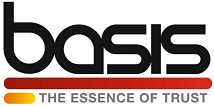 basis
THE ESSENCE OF TRUST